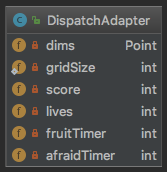 C DispatchAdapter
f dims Point
f gridSize int
f score int
f lives int
f fruitTimer int
f afraidTimer int